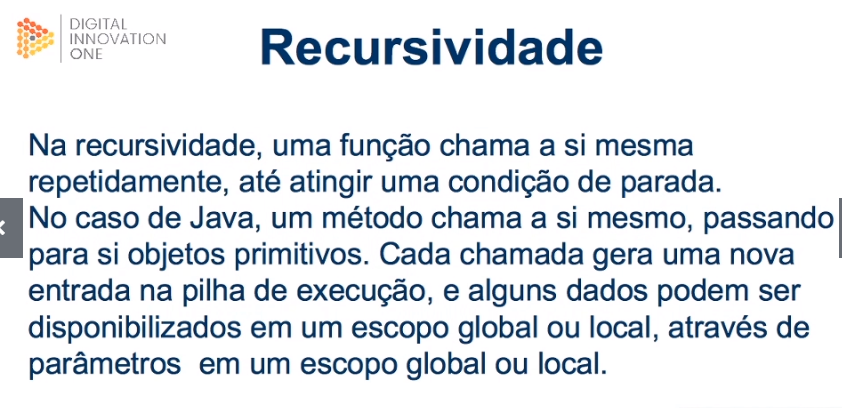 DIGITAL
INNOVATION
ONE
Recursividade
Na recursividade, uma função chama a si mesma
repetidamente, até atingir uma condição de parada.
No caso de Java, um método chama a si mesmo, passando
para si objetos primitivos. Cada chamada gera uma nova
entrada na pilha de execução, e alguns dados podem ser
disponibilizados em um escopo global ou local, através de
parâmetros  em um escopo global ou local.